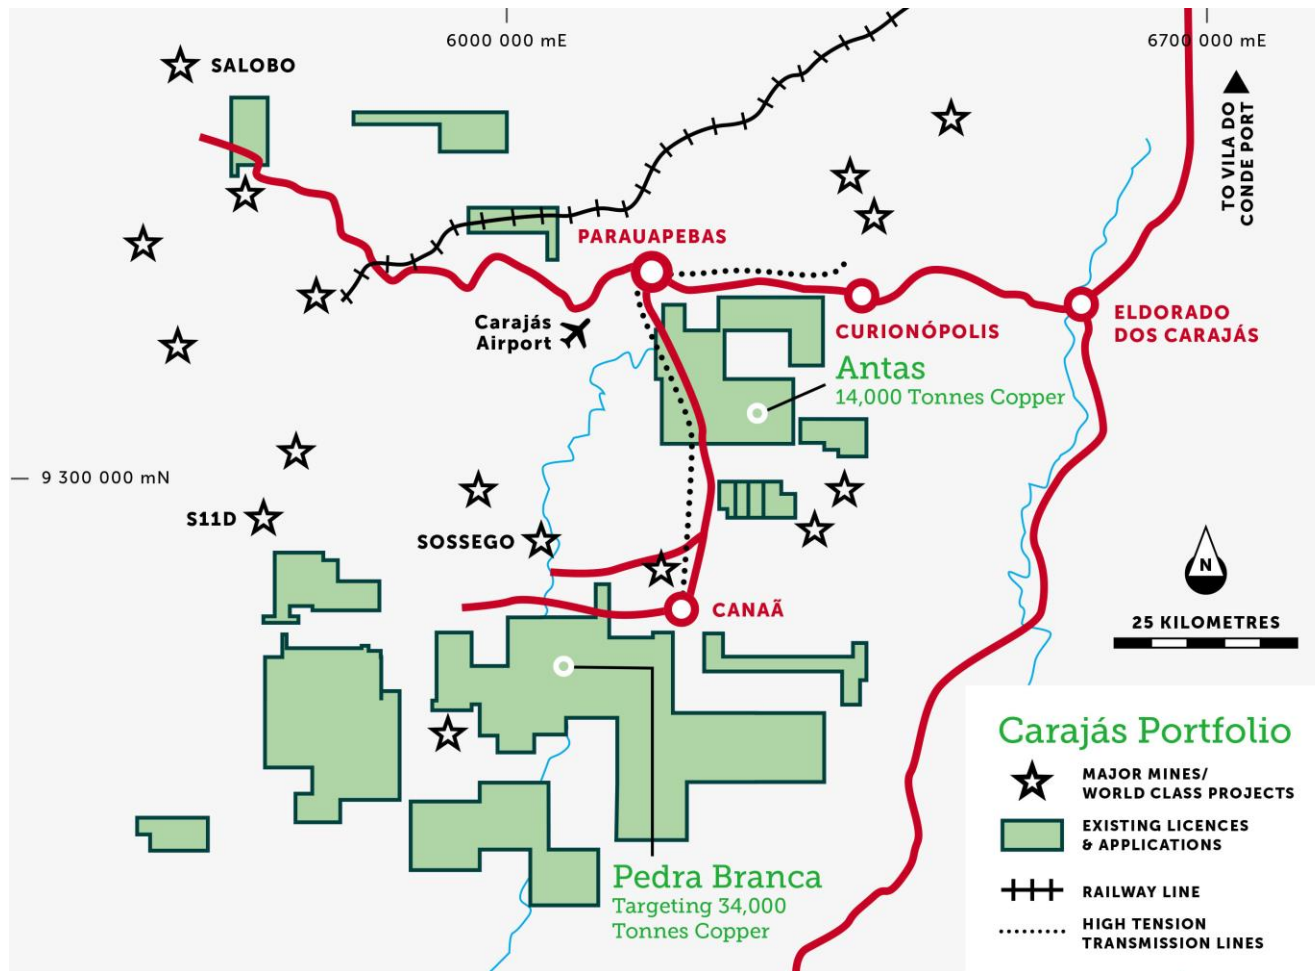 6000 000 mE
6700 000 mE
SALOBO
TO VILA DO
CONDE PORT
PARAUAPEBAS
Carajás
Airport
CURIONÓPOLIS
ELDORADO
DOS CARAJÁS
Antas
14,000 Tonnes Copper
9 300 000 mN
S11D
SOSSEGO
N
CANAÃ
25 KILOMETRES
Carajás Portfolio
MAJOR MINES/
WORLD CLASS PROJECTS
EXISTING LICENCES
& APPLICATIONS
RAILWAY LINE
HIGH TENSION
TRANSMISSION LINES
Pedra Branca
Targeting 34,000
Tonnes Copper